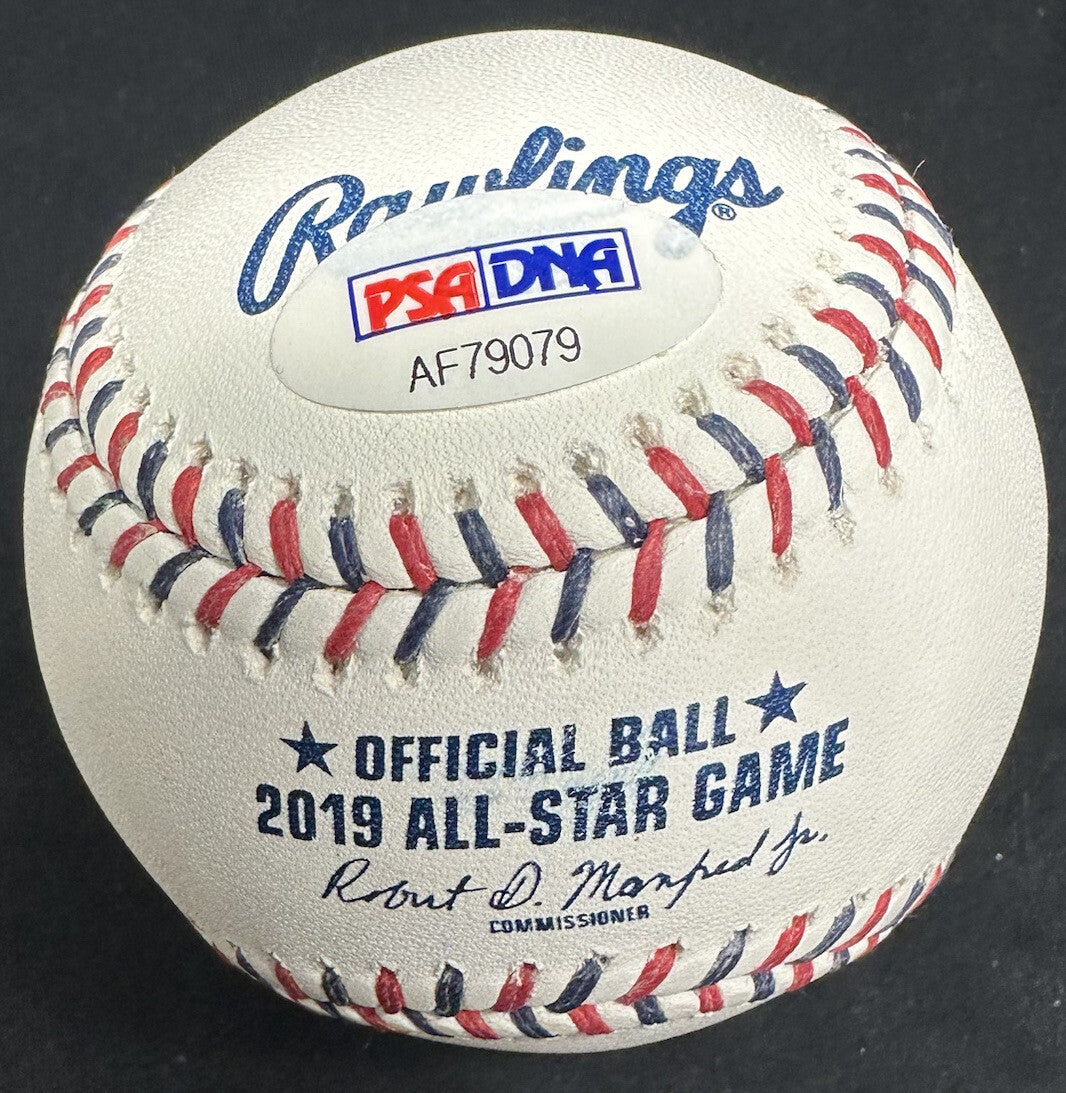 Rawlings®
PSA DNA
AF79079
★ OFFICIAL BALL ★
2019 ALL-STAR GAME
Robert D. Manfred Jr.
COMMISSIONER